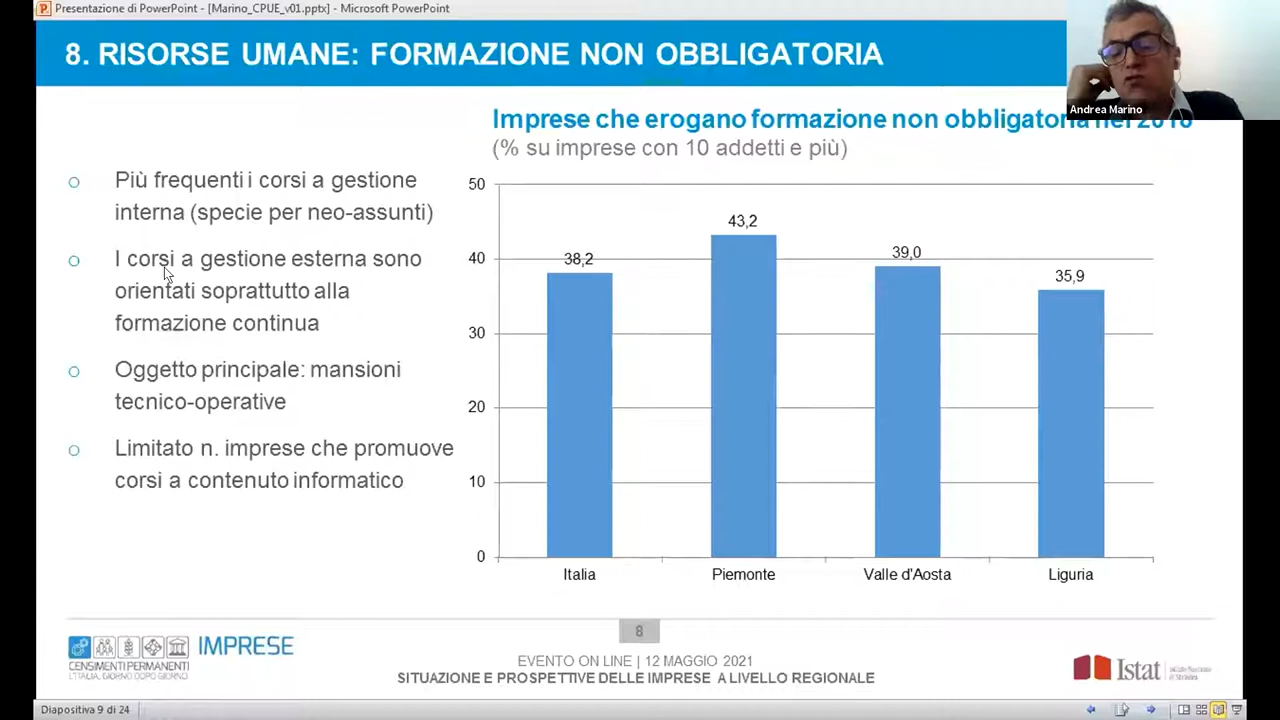 Presentazione di PowerPoint - [Marino_CPUE_v01.pptx] - Microsoft PowerPoint
8. RISORSE UMANE: FORMAZIONE NON OBBLIGATORIA
Andrea Marino
Imprese che erogano formazione non obbligatoria nel
(% su imprese con 10 addetti e più)
Più frequenti i corsi a gestione
interna (specie per neo-assunti)
I corsi a gestione esterna sono
orientati soprattutto alla
formazione continua
Oggetto principale: mansioni
tecnico-operative
Limitato n. imprese che promuove
corsi a contenuto informatico
50
40
30
20
10
0
38,2
43,2
39,0
35,9
Italia
Piemonte
Valle d'Aosta
Liguria
8
IMPRESE
CENSIMENTI PERMANENTI
L'ITALIA, GIORNO DOPO GIORNO
EVENTO ON LINE | 12 MAGGIO 2021
SITUAZIONE E PROSPETTIVE DELLE IMPRESE A LIVELLO REGIONALE
Istat
Diapositiva 9 di 24